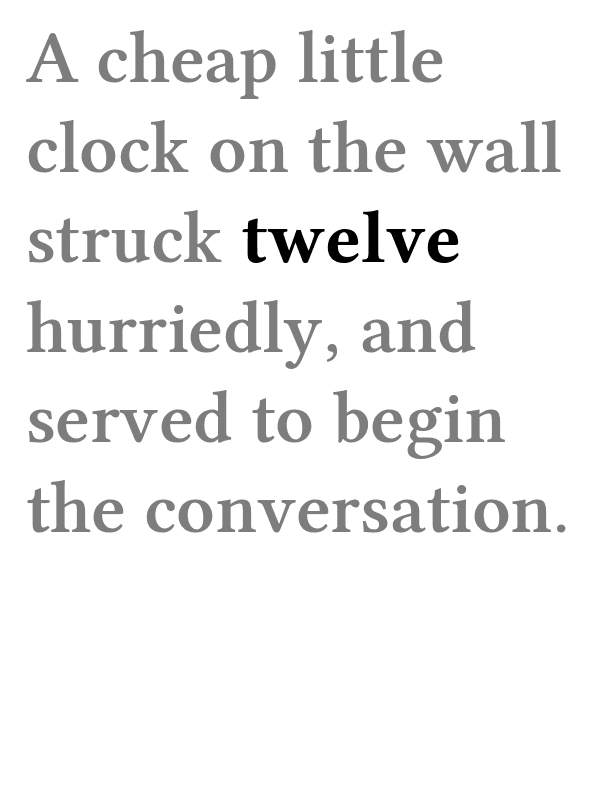 A cheap little
clock on the wall
struck twelve
hurriedly, and
served to begin
the conversation.